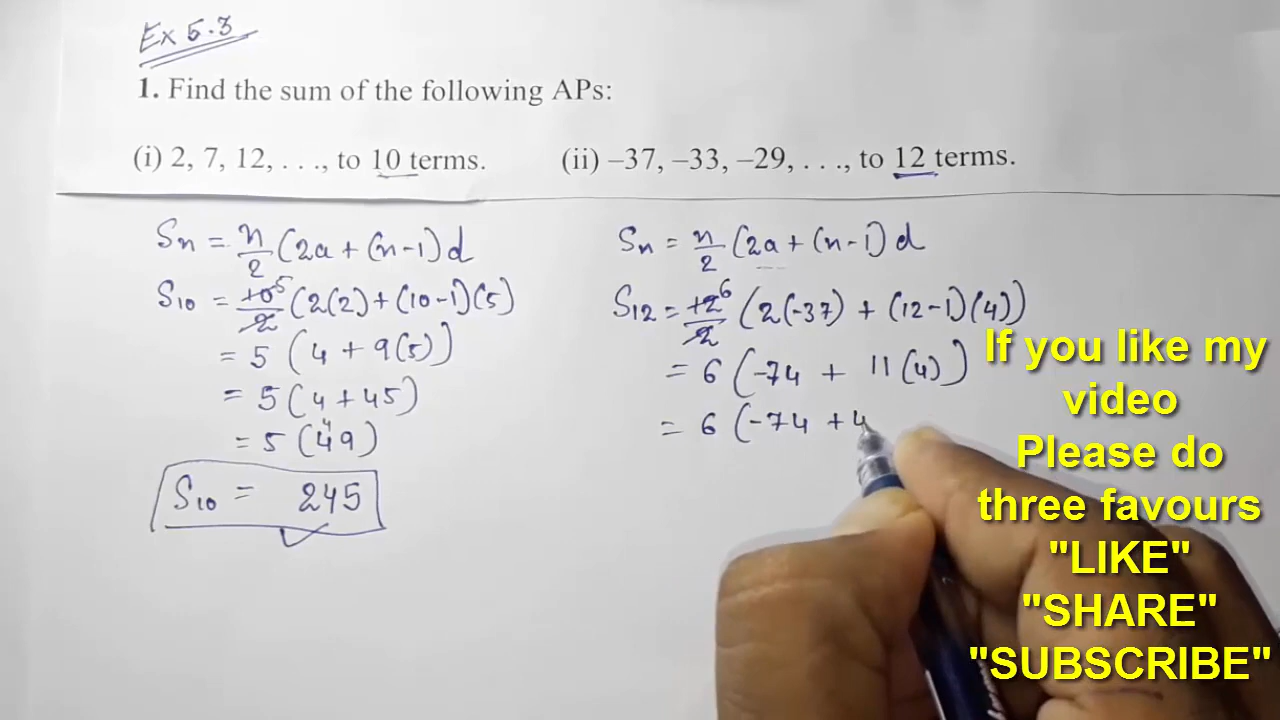 Ex 5.3
1. Find the sum of the following APs:
(i) 2, 7, 12, . . ., to 10 terms.
(ii) –37, –33, –29, . . ., to 12 terms.
Sn = n/2 (2a + (n-1)d
S10 = 10/2 5 (2(2) + (10-1)(5)
= 5 (4 + 9(5))
= 5 (4 + 45)
= 5 (49) 4
S10 = 245
Sn = n/2 (2a + (n-1)d
S12 = 12/2 6 (2(-37) + (12-1)(4))
= 6 (-74 + 11(4))
= 6 (-74 + 4
If you like my
video
Please do
three favours
"LIKE"
"SHARE"
"SUBSCRIBE"